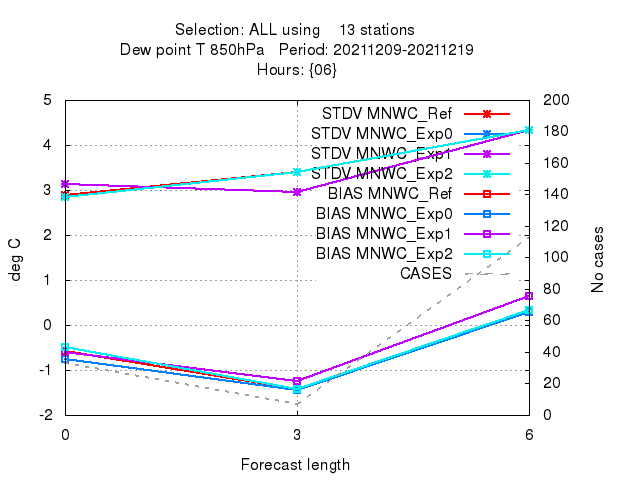 Selection: ALL using 13 stations
Dew point T 850hPa Period: 20211209-20211219
Hours: {06}
5
4
3
2
1
0
-1
-2
deg C
200
180
160
140
120
100
80
60
40
20
0
No cases
STDV MNWC_Ref
STDV MNWC_Exp0
STDV MNWC_Exp1
STDV MNWC_Exp2
BIAS MNWC_Ref
BIAS MNWC_Exp0
BIAS MNWC_Exp1
BIAS MNWC_Exp2
CASES
0 3 6
Forecast length